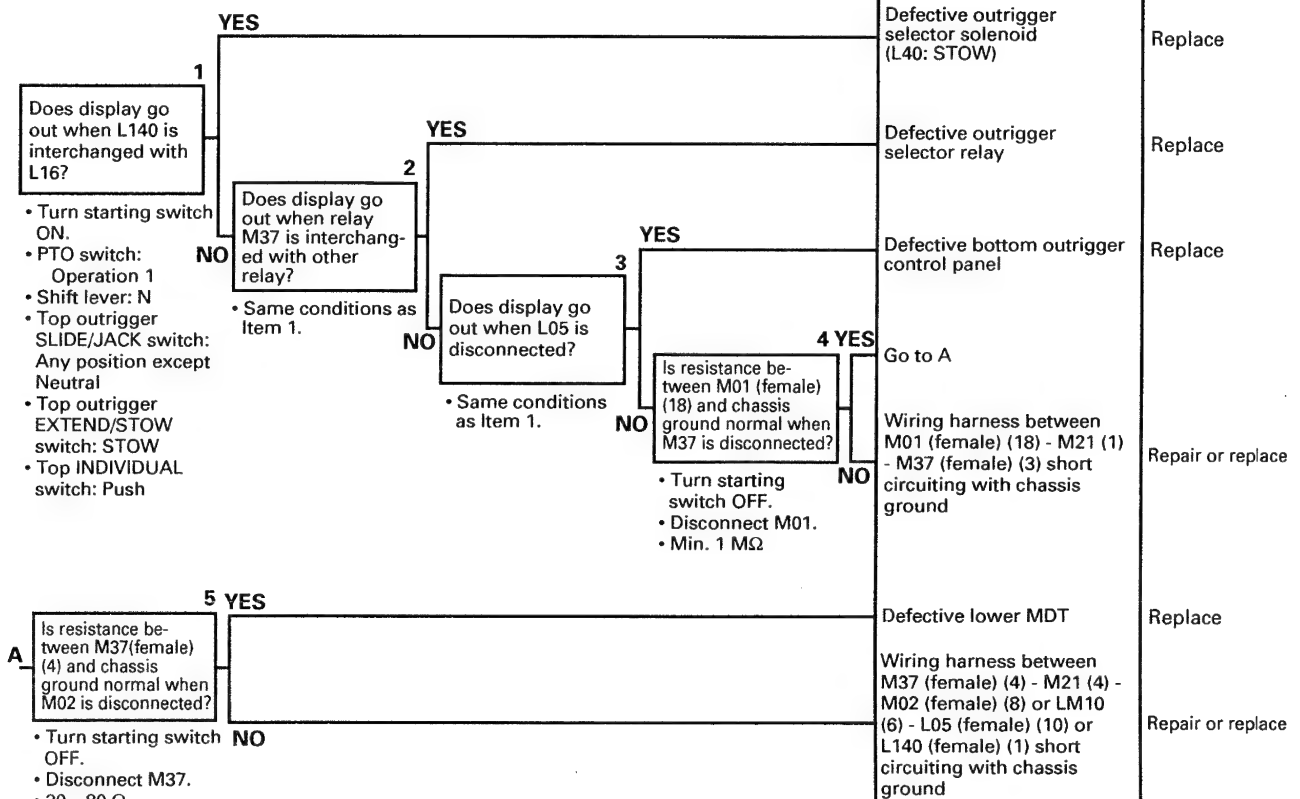 YES
Defective outrigger
selector solenoid
(L40: STOW)
Replace
1
Does display go
out when L140 is
interchanged with
L16?
• Turn starting switch
ON.
• PTO switch:
Operation 1
• Shift lever: N
• Top outrigger
SLIDE/JACK switch:
Any position except
Neutral
• Top outrigger
EXTEND/STOW
switch: STOW
• Top INDIVIDUAL
switch: Push
NO
YES
Defective outrigger
selector relay
Replace
2
Does display go
out when relay
M37 is interchang-
ed with other
relay?
• Same conditions as
Item 1.
NO
YES
Defective bottom outrigger
control panel
Replace
3
Does display go
out when L05 is
disconnected?
• Same conditions
as Item 1.
NO
4 YES
Go to A
Is resistance be-
tween M01 (female)
(18) and chassis
ground normal when
M37 is disconnected?
• Turn starting
switch OFF.
• Disconnect M01.
• Min. 1 MΩ
NO
Wiring harness between
M01 (female) (18) - M21 (1)
- M37 (female) (3) short
circuiting with chassis
ground
Repair or replace
5 YES
Defective lower MDT
Replace
A
Is resistance be-
tween M37(female)
(4) and chassis
ground normal when
M02 is disconnected?
• Turn starting switch
OFF.
• Disconnect M37.
NO
Wiring harness between
M37 (female) (4) - M21 (4) -
M02 (female) (8) or LM10
(6) - L05 (female) (10) or
L140 (female) (1) short
circuiting with chassis
ground
Repair or replace